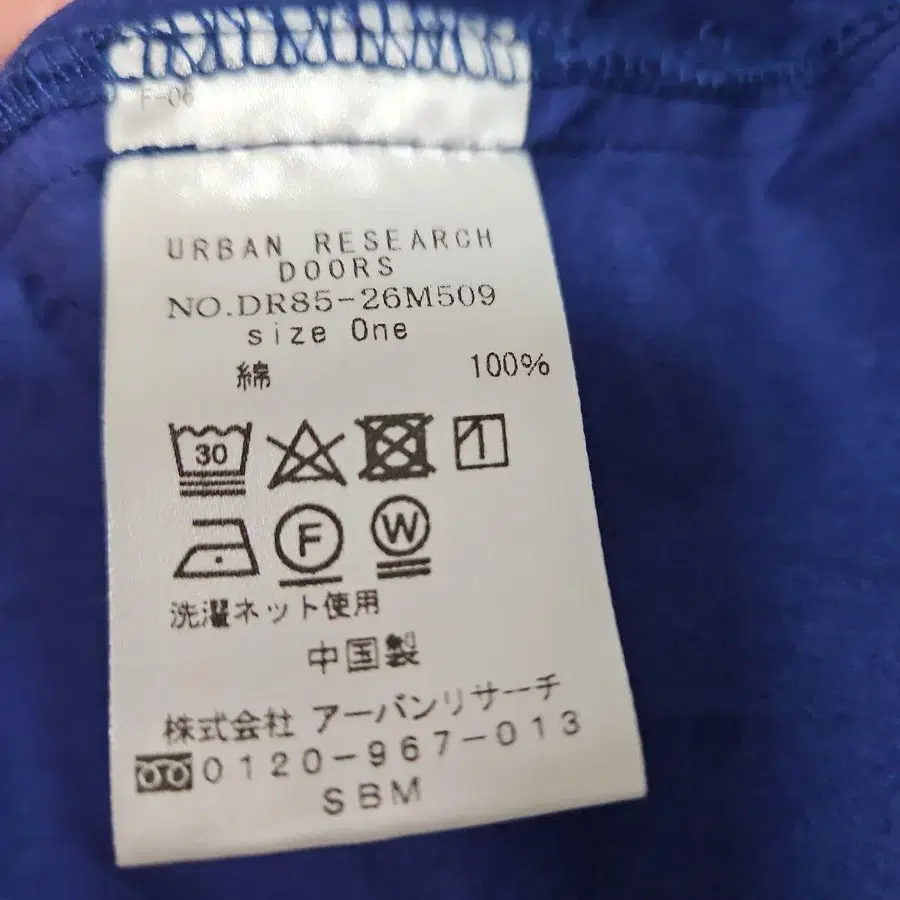 F-06
URBAN RESEARCH
DOORS
NO.DR85-26M509
size One
綿 100%
30
F W
洗濯ネット使用
中国製
株式会社 アーバンリサーチ
0120-967-013
SBM